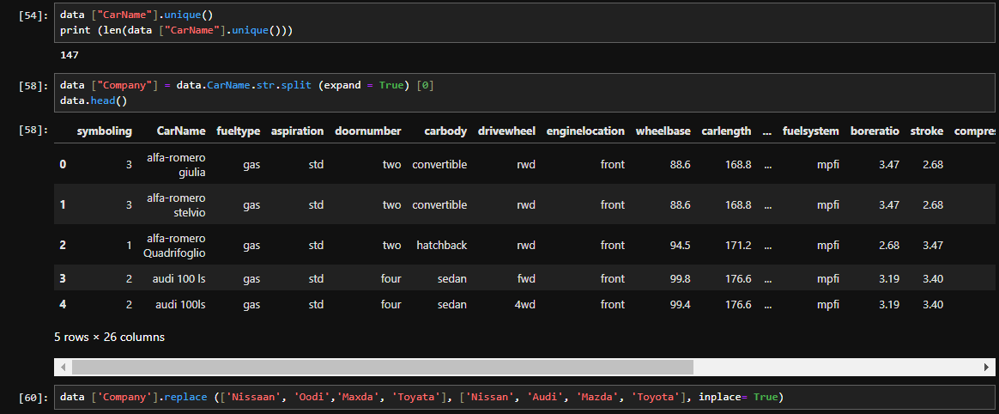 [54]: data ["CarName"].unique()
print (len(data ["CarName"].unique()))
147
[58]: data ["Company"] = data.CarName.str.split (expand = True) [0]
data.head()
[58]: symboling CarName fueltype aspiration doornumber carbody drivewheel enginelocation wheelbase carlength ... fuelsystem boreratio stroke compres
0 3 alfa-romero giulia gas std two convertible rwd front 88.6 168.8 ... mpfi 3.47 2.68
1 3 alfa-romero stelvio gas std two convertible rwd front 88.6 168.8 ... mpfi 3.47 2.68
2 1 alfa-romero Quadrifoglio gas std two hatchback rwd front 94.5 171.2 ... mpfi 2.68 3.47
3 2 audi 100 ls gas std four sedan fwd front 99.8 176.6 ... mpfi 3.19 3.40
4 2 audi 100ls gas std four sedan 4wd front 99.4 176.6 ... mpfi 3.19 3.40
5 rows × 26 columns
[60]: data ['Company'].replace (['Nissaan', 'Oodi','Maxda', 'Toyata'], ['Nissan', 'Audi', 'Mazda', 'Toyota'], inplace= True)